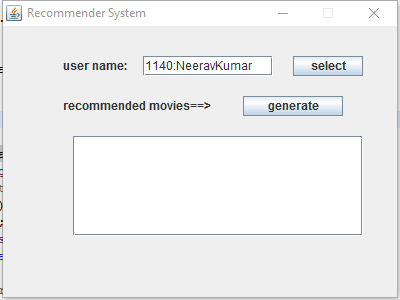 Recommender System
user name: 1140:NeeravKumar select
recommended movies==> generate